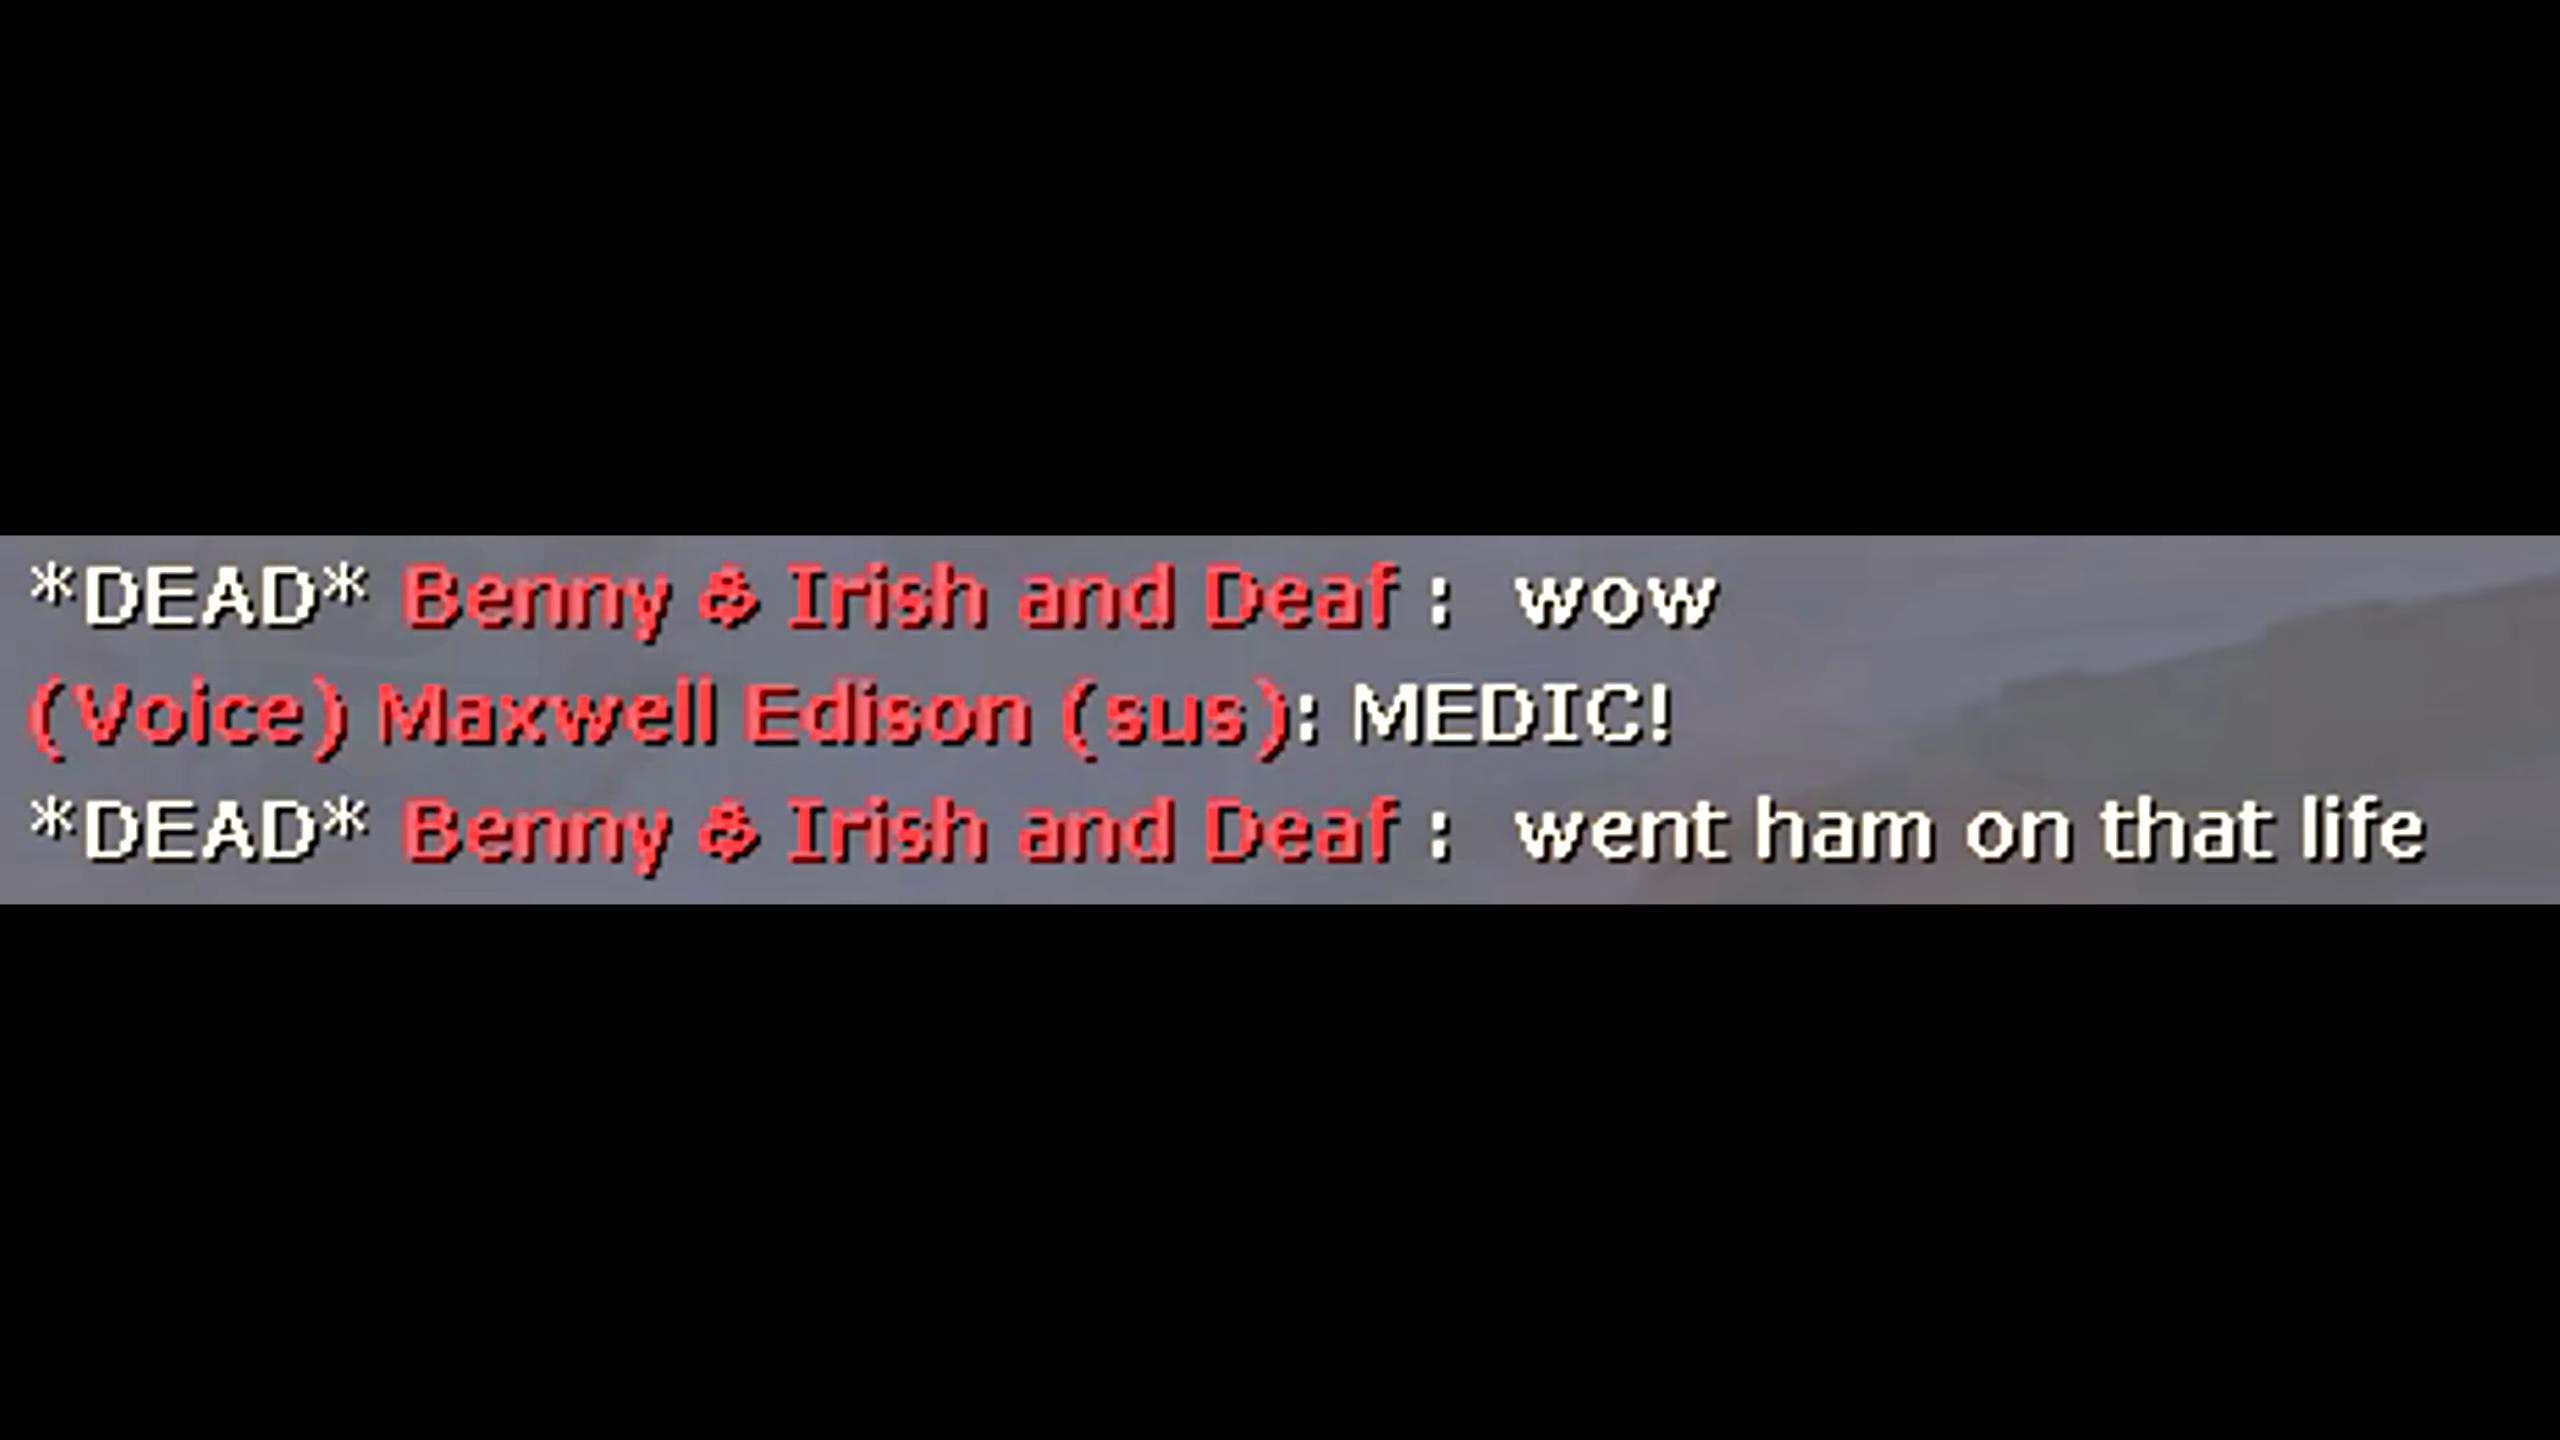 *DEAD* Benny & Irish and Deaf :  wow
(Voice) Maxwell Edison (sus): MEDIC!
*DEAD* Benny & Irish and Deaf :  went ham on that life